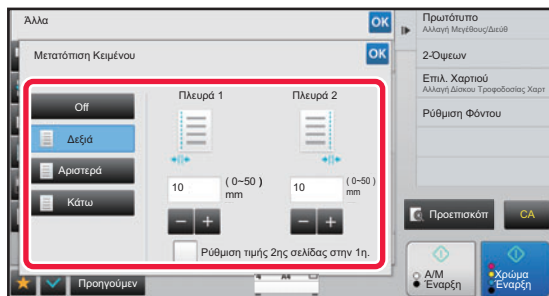 Άλλα
OK
Μετατόπιση Κειμένου
OK
Off
Δεξιά
Αριστερά
Κάτω
Πλευρά 1
Πλευρά 2
10
( 0~50 )
mm
10
( 0~50 )
mm
Ρύθμιση τιμής 2ης σελίδας στην 1η.
Προηγούμεν
A4
Πρωτότυπο
Αλλαγή Μεγέθους/Διεύθ
2-Όψεων
Επιλ. Χαρτιού
Αλλαγή Δίσκου Τροφοδοσίας Χαρτ
Ρύθμιση Φόντου
Προεπισκόπ
CA
Α/Μ
Έναρξη
Χρώμα
Έναρξη